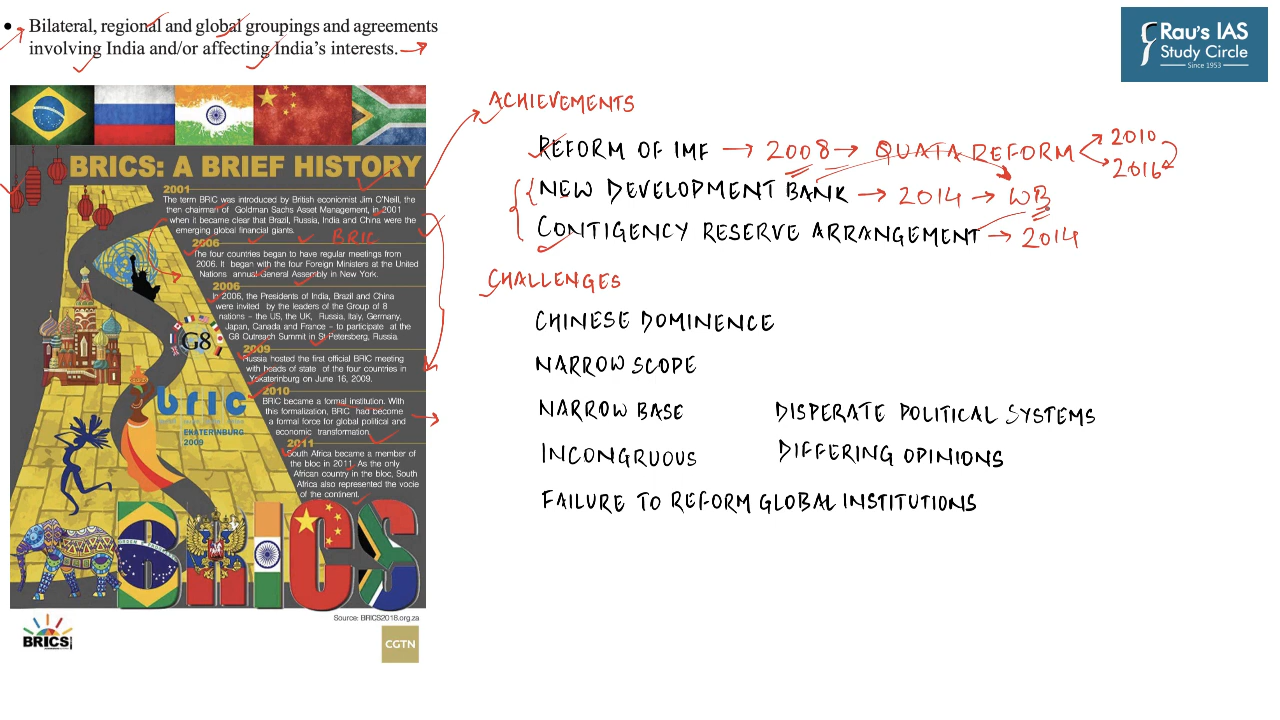 • Bilateral, regional and global groupings and agreements
involving India and/or affecting India's interests.
Rau's IAS
Study Circle
Since 1953
BRICS: A BRIEF HISTORY
2001
The term BRIC was introduced by British econiomist Jim O'Neill, the
then chairman of Goldman Sachs Asset Management, in 2001
when it became clear that Brazil, Russia, India and China were the
emerging global financial giants.
BRIC
2006
The four countries began to have regular meetings from
2006. It began with the four Foreign Ministers at the United
Nations annual General Assembly in New York.
2006
In 2006, the Presidents of India, Brazil and China
were invited by the leaders of the Group of 8
nations – the US, the UK, Russia, Italy, Germany,
Japan, Canada and France – to participate at the
G8 Outreach Summit in St Petersburg, Russia.
G8
2009
Russia hosted the first official BRIC meeting
with heads of state of the four countries in
Yekaterinburg on June 16, 2009.
2010
BRIC became a formal institution. With
this formalization, BRIC had become
a formal force for global political and
economic transformation.
bric
EKATERINBURG
2009
2011
South Africa became a member of
the bloc in 2011. As the only
African country in the bloc, South
Africa also represented the vocie
of the continent.
BRICS
Source: BRICS2018.org.za
BRICS
CGTN
ACHIEVEMENTS
REFORM OF IMF → 2008 → QUATA REFORM 2010
2016
NEW DEVELOPMENT BANK → 2014 → WB
CONTIGENCY RESERVE ARRANGEMENT → 2014
CHALLENGES
CHINESE DOMINENCE
NARROW SCOPE
NARROW BASE DISPERATE POLITICAL SYSTEMS
INCONGRUOUS DIFFERING OPINIONS
FAILURE TO REFORM GLOBAL INSTITUTIONS